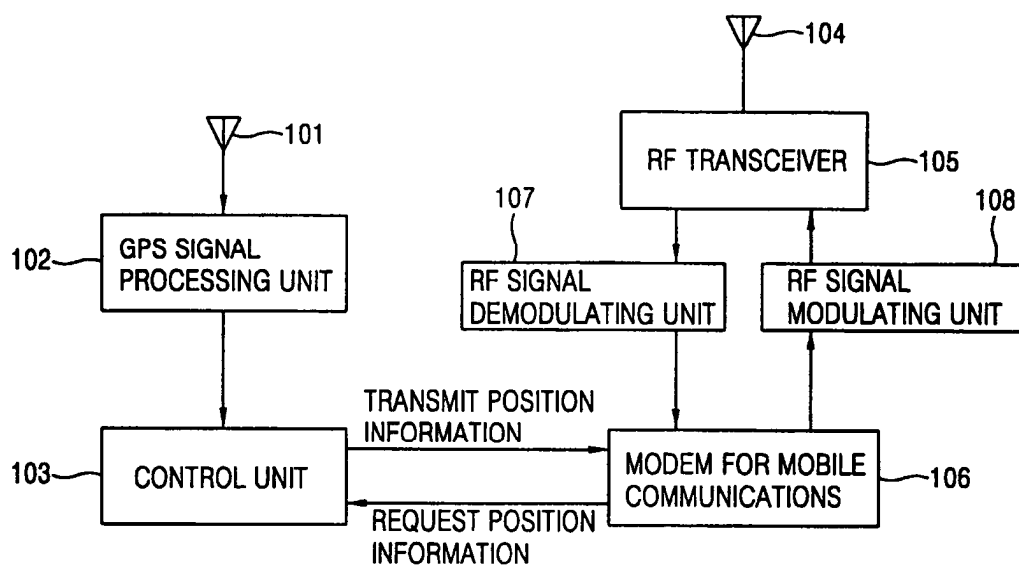 104
101
RF TRANSCEIVER
105
107
108
102
GPS SIGNAL
PROCESSING UNIT
RF SIGNAL
DEMODULATING UNIT
RF SIGNAL
MODULATING UNIT
TRANSMIT POSITION
INFORMATION
103
CONTROL UNIT
MODEM FOR MOBILE
COMMUNICATIONS
106
REQUEST POSITION
INFORMATION